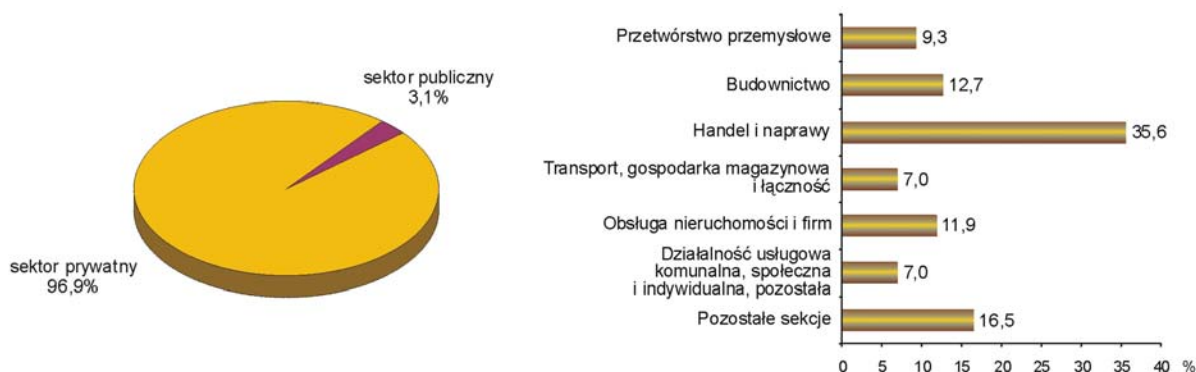 sektor publiczny
3,1%
sektor prywatny
96,9%
Przetwórstwo przemysłowe
9,3
Budownictwo
12,7
Handel i naprawy
35,6
Transport, gospodarka magazynowa
i łączność
7,0
Obsługa nieruchomości i firm
11,9
Działalność usługowa
komunalna, społeczna
i indywidualna, pozostała
7,0
Pozostałe sekcje
16,5
0 5 10 15 20 25 30 35 40 %